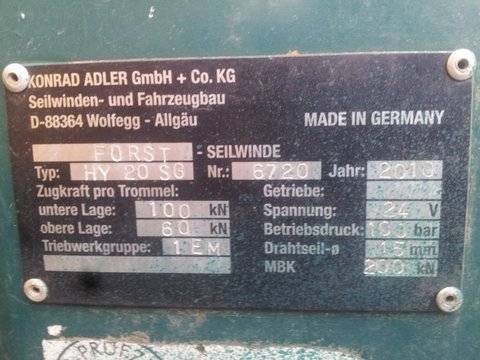 KONRAD ADLER GmbH + Co. KG
Seilwinden- und Fahrzeugbau
D-88364 Wolfegg - Allgäu
MADE IN GERMANY
FORST - SEILWINDE
Typ: HY 20 SG Nr.: 6720 Jahr: 2010
Zugkraft pro Trommel: Getriebe:
untere Lage: 100 kN Spannung: 24 V
obere Lage: 60 kN Betriebsdruck: bar
Triebwerkgruppe: 1 EM Drahtseil-ø mm
MBK kN
PRÜFZ